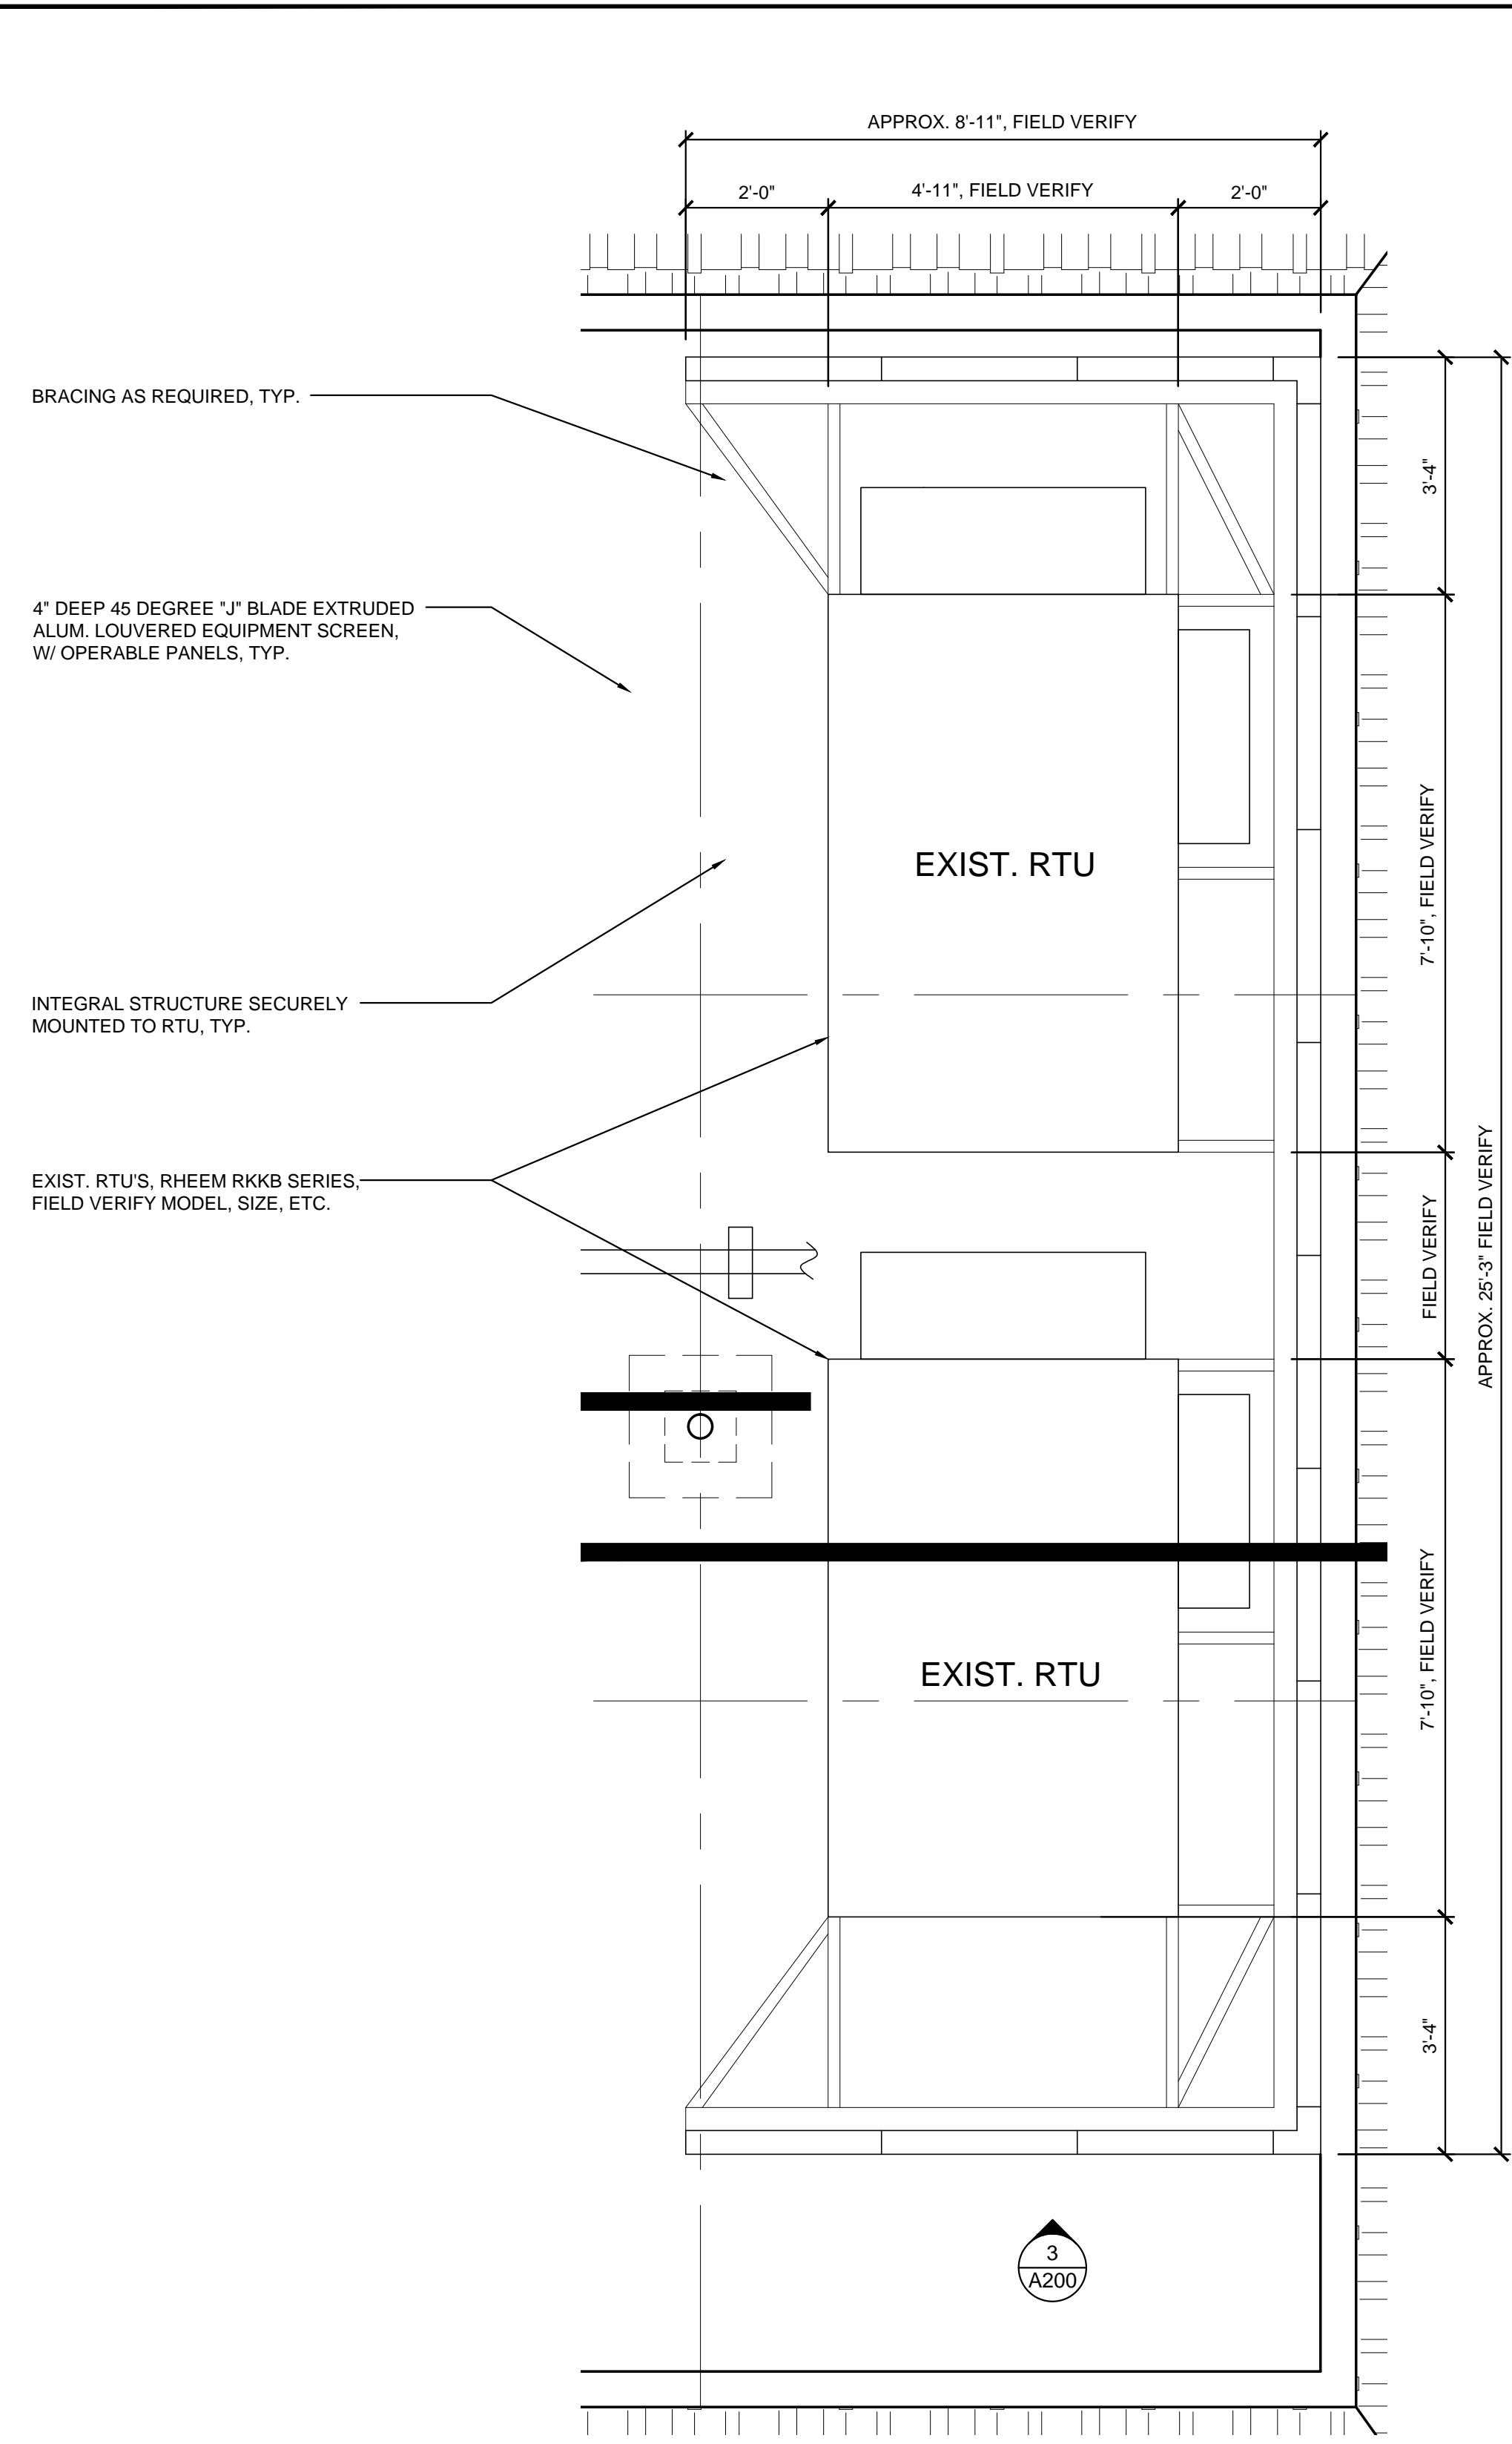 APPROX. 8'-11", FIELD VERIFY
2'-0"
4'-11", FIELD VERIFY
2'-0"
BRACING AS REQUIRED, TYP.
3'-4"
4" DEEP 45 DEGREE "J" BLADE EXTRUDED
ALUM. LOUVERED EQUIPMENT SCREEN,
W/ OPERABLE PANELS, TYP.
EXIST. RTU
7'-10", FIELD VERIFY
INTEGRAL STRUCTURE SECURELY
MOUNTED TO RTU, TYP.
EXIST. RTU'S, RHEEM RKKB SERIES,
FIELD VERIFY MODEL, SIZE, ETC.
FIELD VERIFY
APPROX. 25'-3" FIELD VERIFY
EXIST. RTU
7'-10", FIELD VERIFY
3'-4"
3
A200